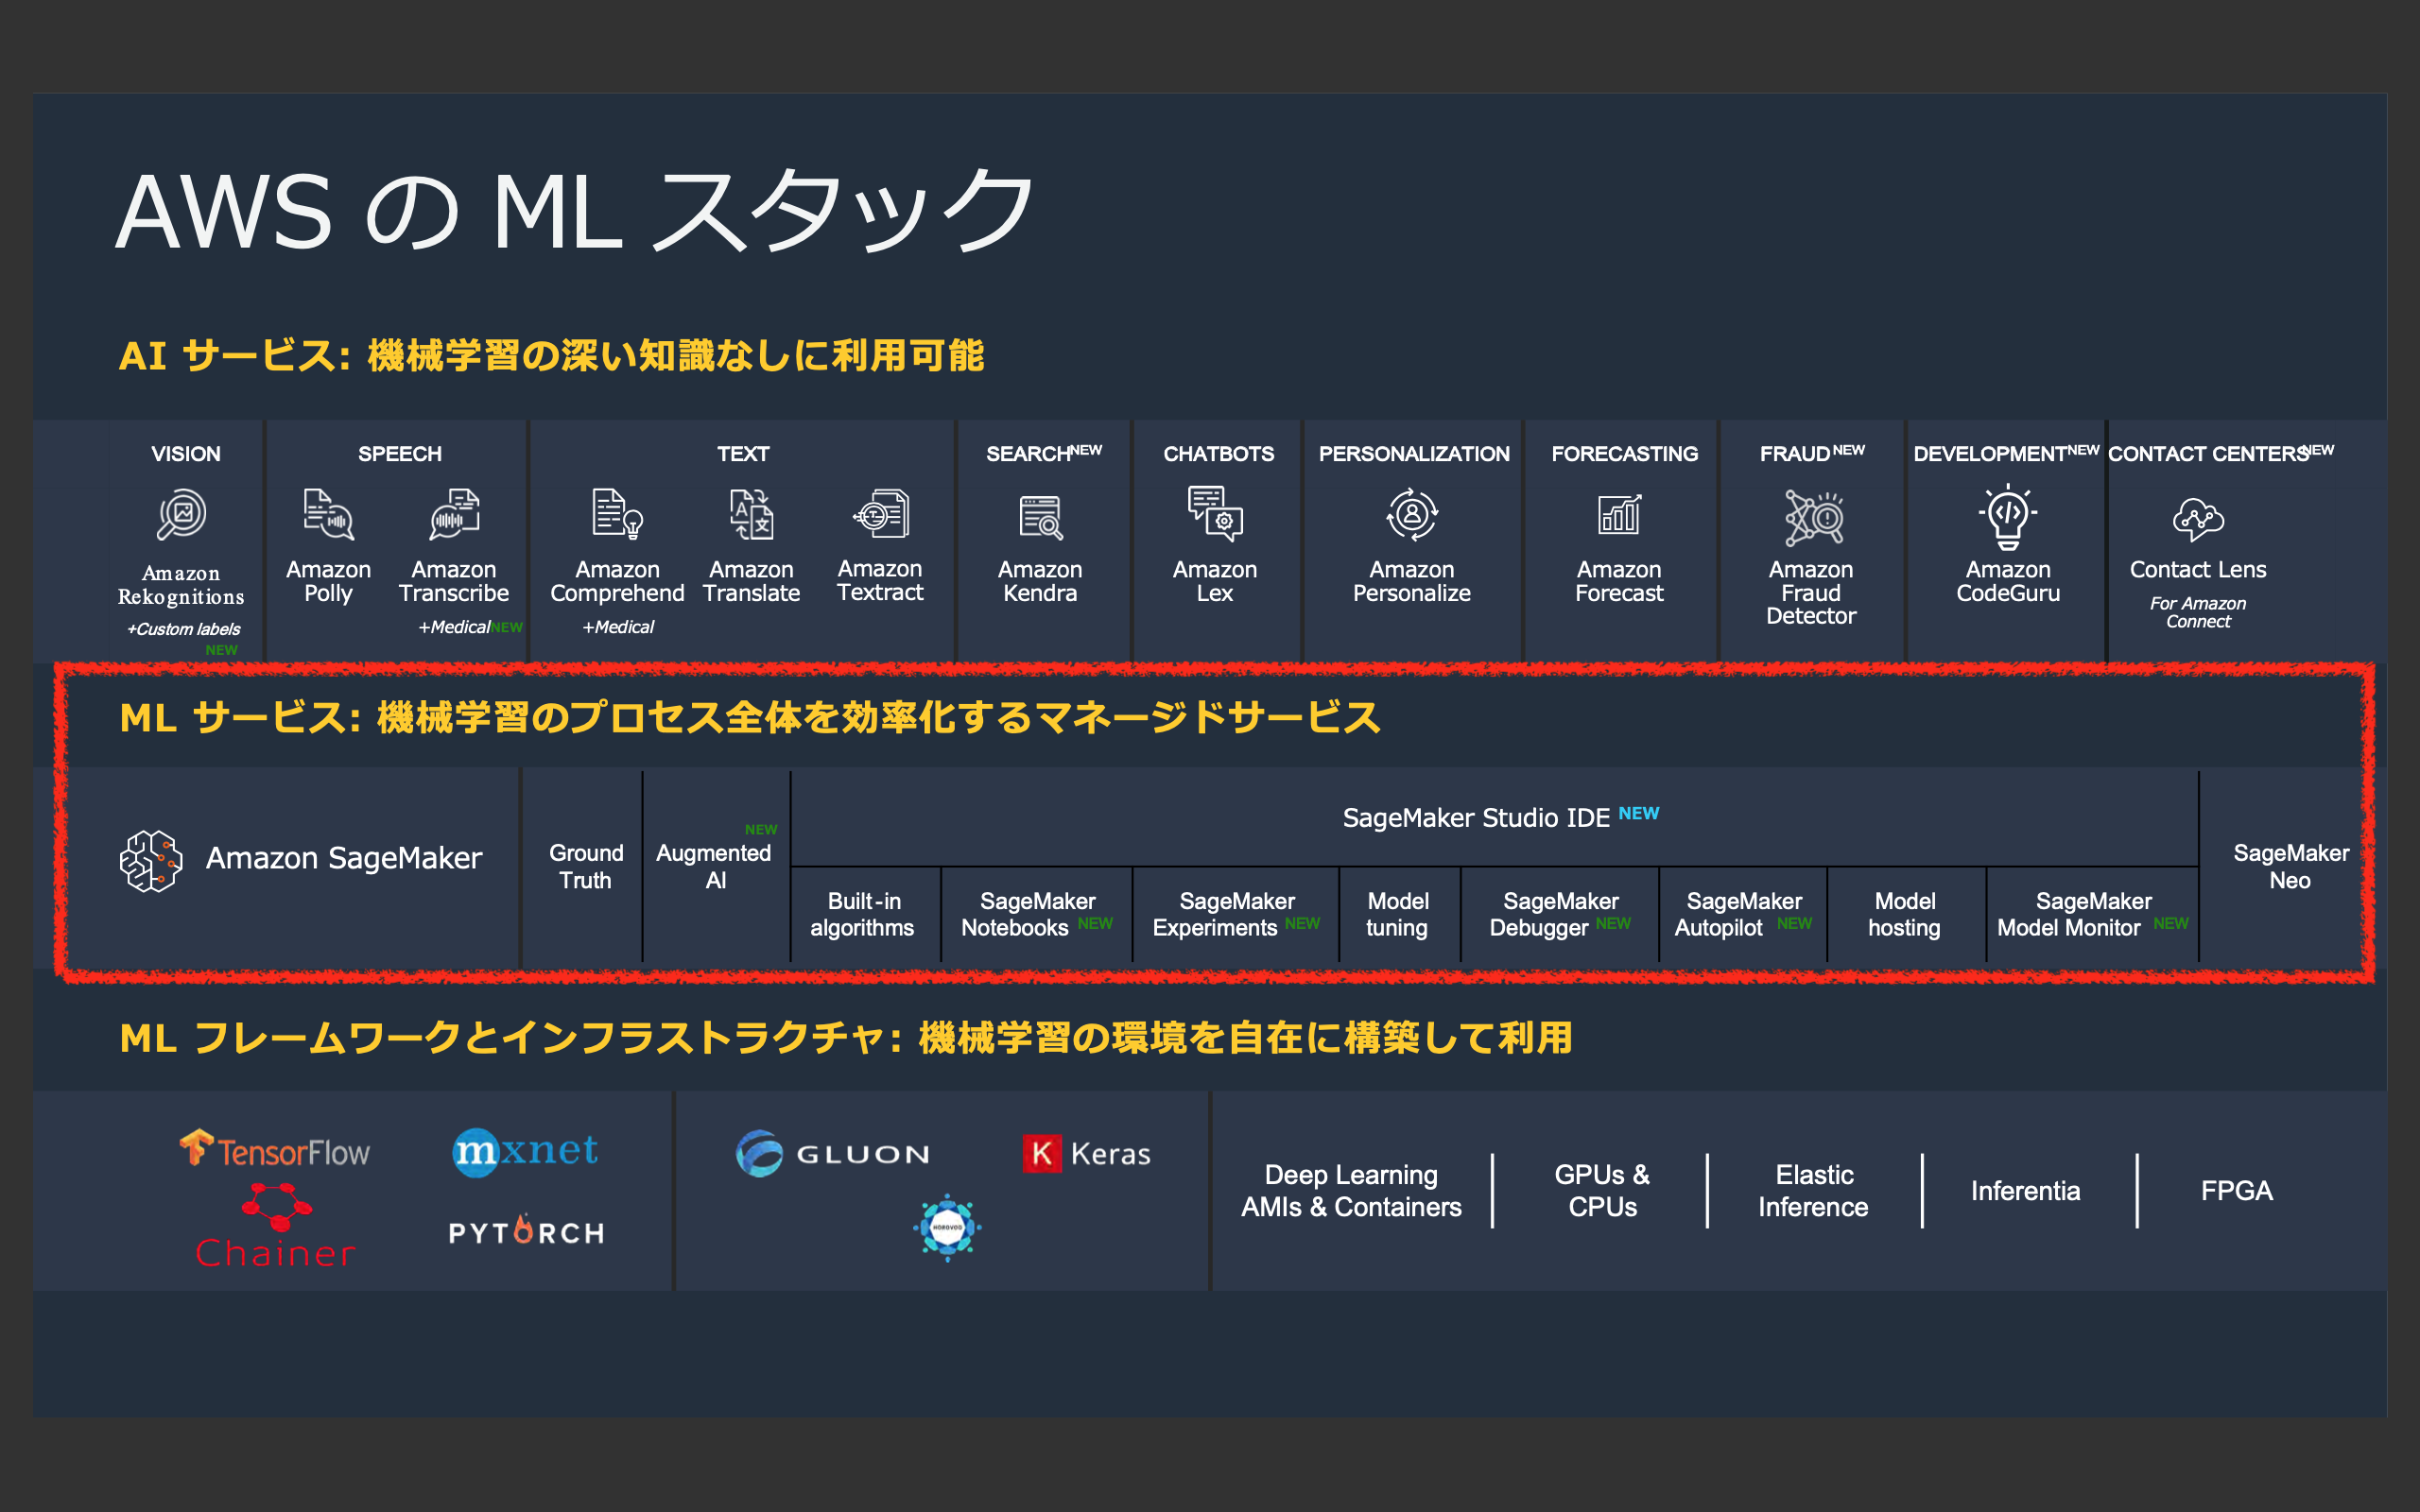 AWS の ML スタック
AI サービス: 機械学習の深い知識なしに利用可能
VISION
SPEECH
TEXT
SEARCH NEW
CHATBOTS
PERSONALIZATION
FORECASTING
FRAUD NEW
DEVELOPMENT NEW
CONTACT CENTERS NEW
Amazon
Rekognitions
+Custom labels
NEW
Amazon
Polly
Amazon
Transcribe
+Medical NEW
Amazon
Comprehend
+Medical
Amazon
Translate
Amazon
Textract
Amazon
Kendra
Amazon
Lex
Amazon
Personalize
Amazon
Forecast
Amazon
Fraud
Detector
Amazon
CodeGuru
Contact Lens
For Amazon
Connect
ML サービス: 機械学習のプロセス全体を効率化するマネージドサービス
Amazon SageMaker
Ground
Truth
NEW
Augmented
AI
SageMaker Studio IDE NEW
Built-in
algorithms
SageMaker
Notebooks NEW
SageMaker
Experiments NEW
Model
tuning
SageMaker
Debugger NEW
SageMaker
Autopilot NEW
Model
hosting
SageMaker
Model Monitor NEW
SageMaker
Neo
ML フレームワークとインフラストラクチャ: 機械学習の環境を自在に構築して利用
TensorFlow
mxnet
Chainer
PYTORCH
GLUON
K Keras
HOROVOD
Deep Learning
AMIs & Containers
GPUs &
CPUs
Elastic
Inference
Inferentia
FPGA